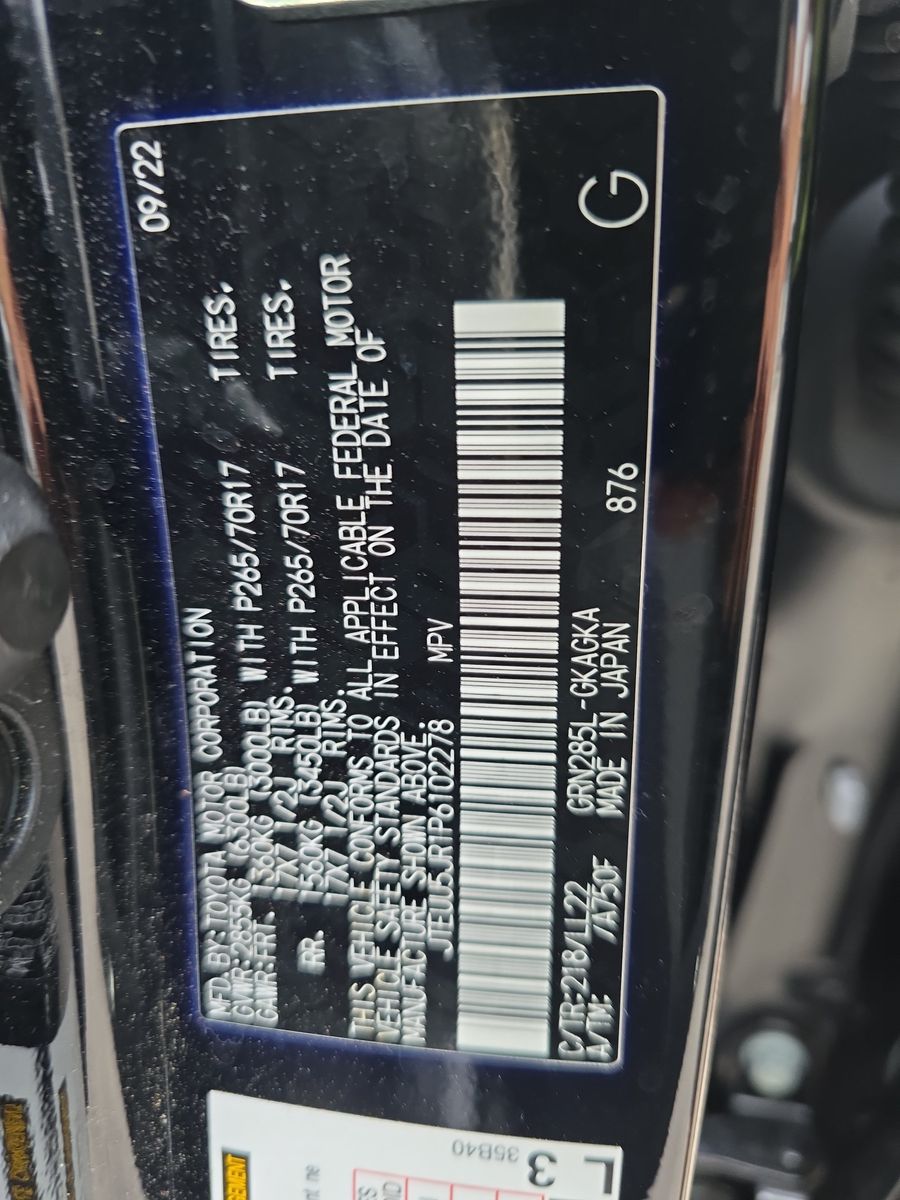 09/22
MFD BY: TOYOTA MOTOR CORPORATION
GVWR: 2855KG (6300LB)
GAWR: FRT. 1360KG (3000LB) WITH P265/70R17 TIRES.
17X7 1/2J RIMS.
RR. 1560KG (3450LB) WITH P265/70R17 TIRES.
17X7 1/2J RIMS.
THIS VEHICLE CONFORMS TO ALL APPLICABLE FEDERAL MOTOR
VEHICLE SAFETY STANDARDS IN EFFECT ON THE DATE OF
MANUFACTURE SHOWN ABOVE.
JTEUU5JR1P6102278 MPV
C/TR: 218/LL22 GRN285L-GKAGKA
A/TM: /A750F MADE IN JAPAN 876 G
35B40
3